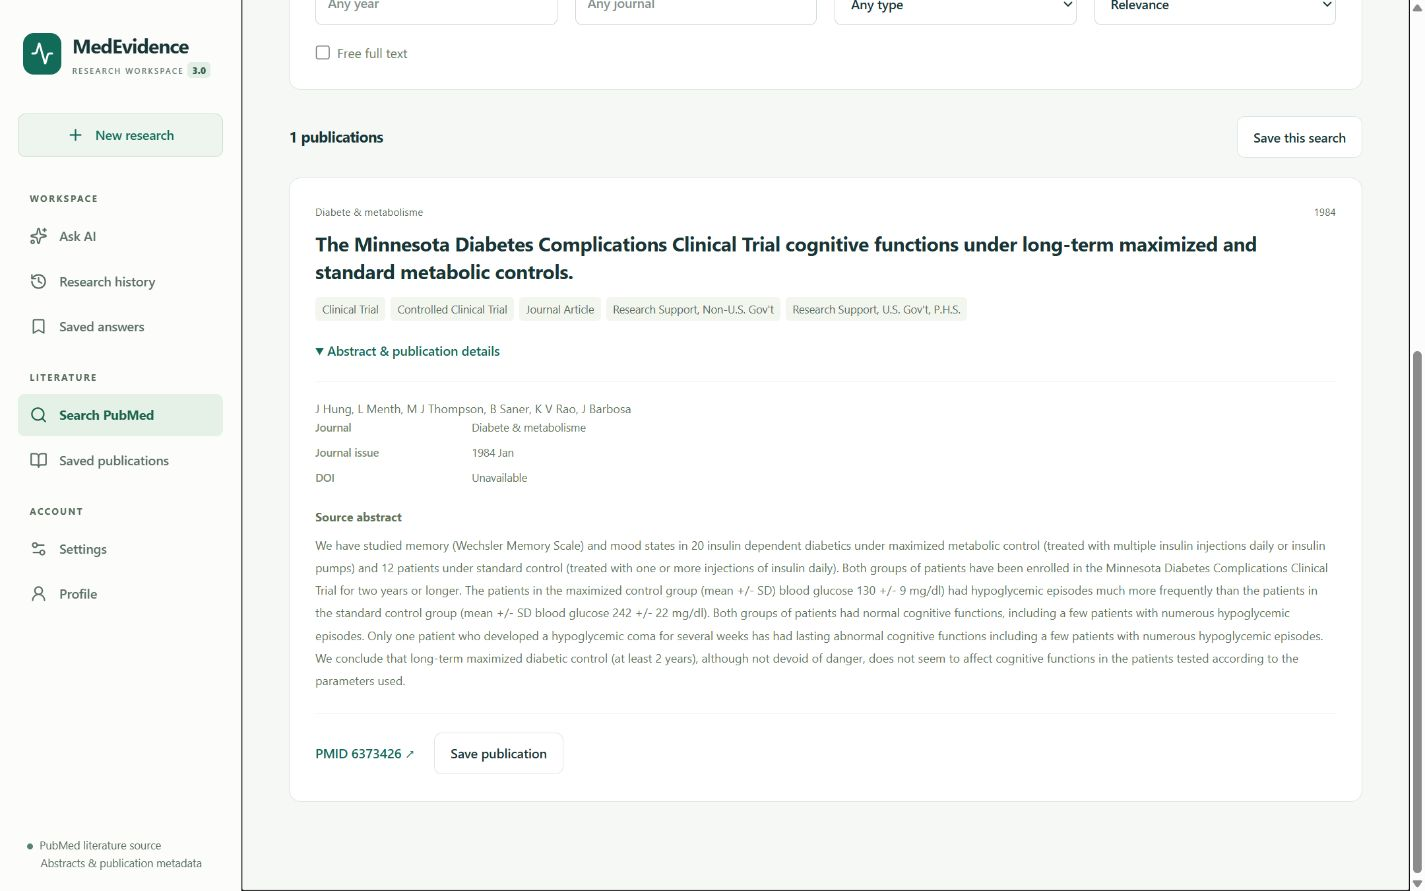 MedEvidence
RESEARCH WORKSPACE 3.0
+ New research
WORKSPACE
Ask AI
Research history
Saved answers
LITERATURE
Search PubMed
Saved publications
ACCOUNT
Settings
Profile
PubMed literature source
Abstracts & publication metadata
Any year
Any journal
Any type
Relevance
Free full text
1 publications
Save this search
Diabete & metabolisme
1984
The Minnesota Diabetes Complications Clinical Trial cognitive functions under long-term maximized and
standard metabolic controls.
Clinical Trial
Controlled Clinical Trial
Journal Article
Research Support, Non-U.S. Gov't
Research Support, U.S. Gov't, P.H.S.
▼ Abstract & publication details
J Hung, L Menth, M J Thompson, B Saner, K V Rao, J Barbosa
Journal Diabete & metabolisme
Journal issue 1984 Jan
DOI Unavailable
Source abstract
We have studied memory (Wechsler Memory Scale) and mood states in 20 insulin dependent diabetics under maximized metabolic control (treated with multiple insulin injections daily or insulin
pumps) and 12 patients under standard control (treated with one or more injections of insulin daily). Both groups of patients have been enrolled in the Minnesota Diabetes Complications Clinical
Trial for two years or longer. The patients in the maximized control group (mean +/- SD) blood glucose 130 +/- 9 mg/dl) had hypoglycemic episodes much more frequently than the patients in
the standard control group (mean +/- SD blood glucose 242 +/- 22 mg/dl). Both groups of patients had normal cognitive functions, including a few patients with numerous hypoglycemic
episodes. Only one patient who developed a hypoglycemic coma for several weeks has had lasting abnormal cognitive functions including a few patients with numerous hypoglycemic episodes.
We conclude that long-term maximized diabetic control (at least 2 years), although not devoid of danger, does not seem to affect cognitive functions in the patients tested according to the
parameters used.
PMID 6373426 ↗
Save publication